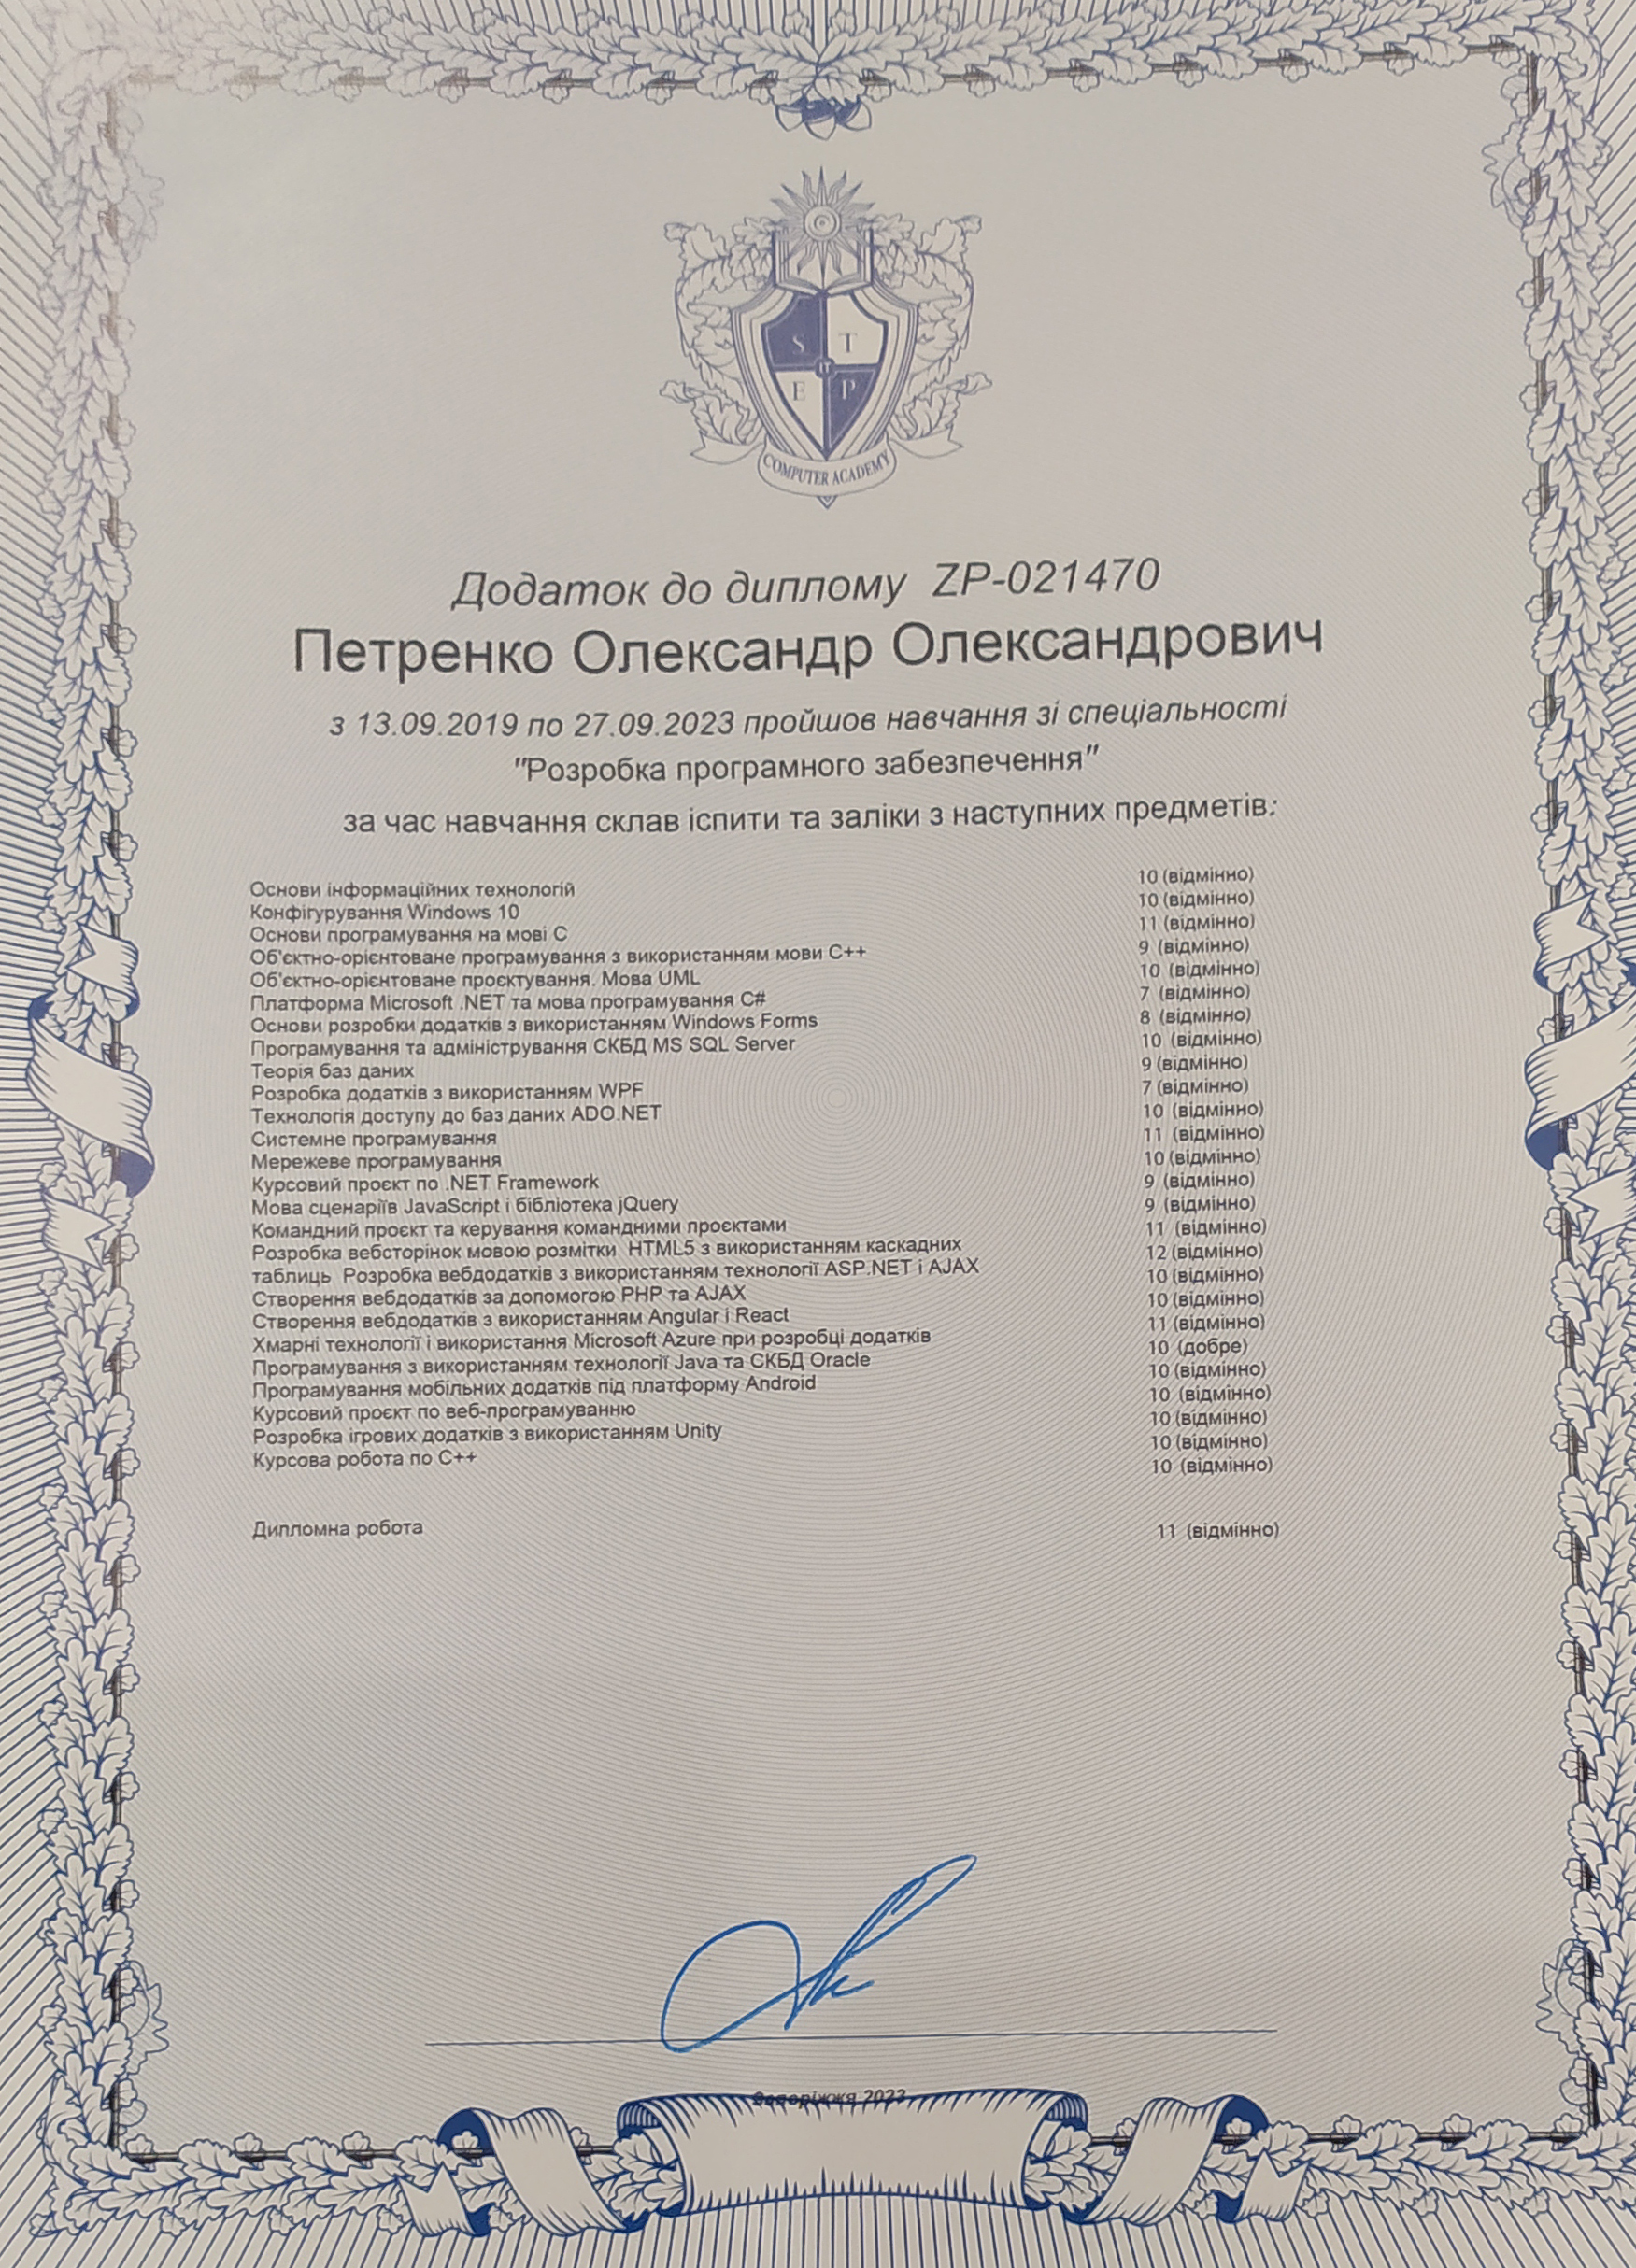 S T
IT
E P
COMPUTER ACADEMY
Додаток до диплому ZP-021470
Петренко Олександр Олександрович
з 13.09.2019 по 27.09.2023 пройшов навчання зі спеціальності
"Розробка програмного забезпечення"
за час навчання склав іспити та заліки з наступних предметів:
Основи інформаційних технологій 10 (відмінно)
Конфігурування Windows 10 10 (відмінно)
Основи програмування на мові С 11 (відмінно)
Об'єктно-орієнтоване програмування з використанням мови С++ 9 (відмінно)
Об'єктно-орієнтоване проєктування. Мова UML 10 (відмінно)
Платформа Microsoft .NET та мова програмування C# 7 (відмінно)
Основи розробки додатків з використанням Windows Forms 8 (відмінно)
Програмування та адміністрування СКБД MS SQL Server 10 (відмінно)
Теорія баз даних 9 (відмінно)
Розробка додатків з використанням WPF 7 (відмінно)
Технологія доступу до баз даних ADO.NET 10 (відмінно)
Системне програмування 11 (відмінно)
Мережеве програмування 10 (відмінно)
Курсовий проєкт по .NET Framework 9 (відмінно)
Мова сценаріїв JavaScript і бібліотека jQuery 9 (відмінно)
Командний проєкт та керування командними проєктами 11 (відмінно)
Розробка вебсторінок мовою розмітки HTML5 з використанням каскадних 12 (відмінно)
таблиць Розробка вебдодатків з використанням технології ASP.NET і AJAX 10 (відмінно)
Створення вебдодатків за допомогою PHP та AJAX 10 (відмінно)
Створення вебдодатків з використанням Angular і React 11 (відмінно)
Хмарні технології і використання Microsoft Azure при розробці додатків 10 (добре)
Програмування з використанням технології Java та СКБД Oracle 10 (відмінно)
Програмування мобільних додатків під платформу Android 10 (відмінно)
Курсовий проєкт по веб-програмуванню 10 (відмінно)
Розробка ігрових додатків з використанням Unity 10 (відмінно)
Курсова робота по С++ 10 (відмінно)
Дипломна робота 11 (відмінно)
Запоріжжя 2023